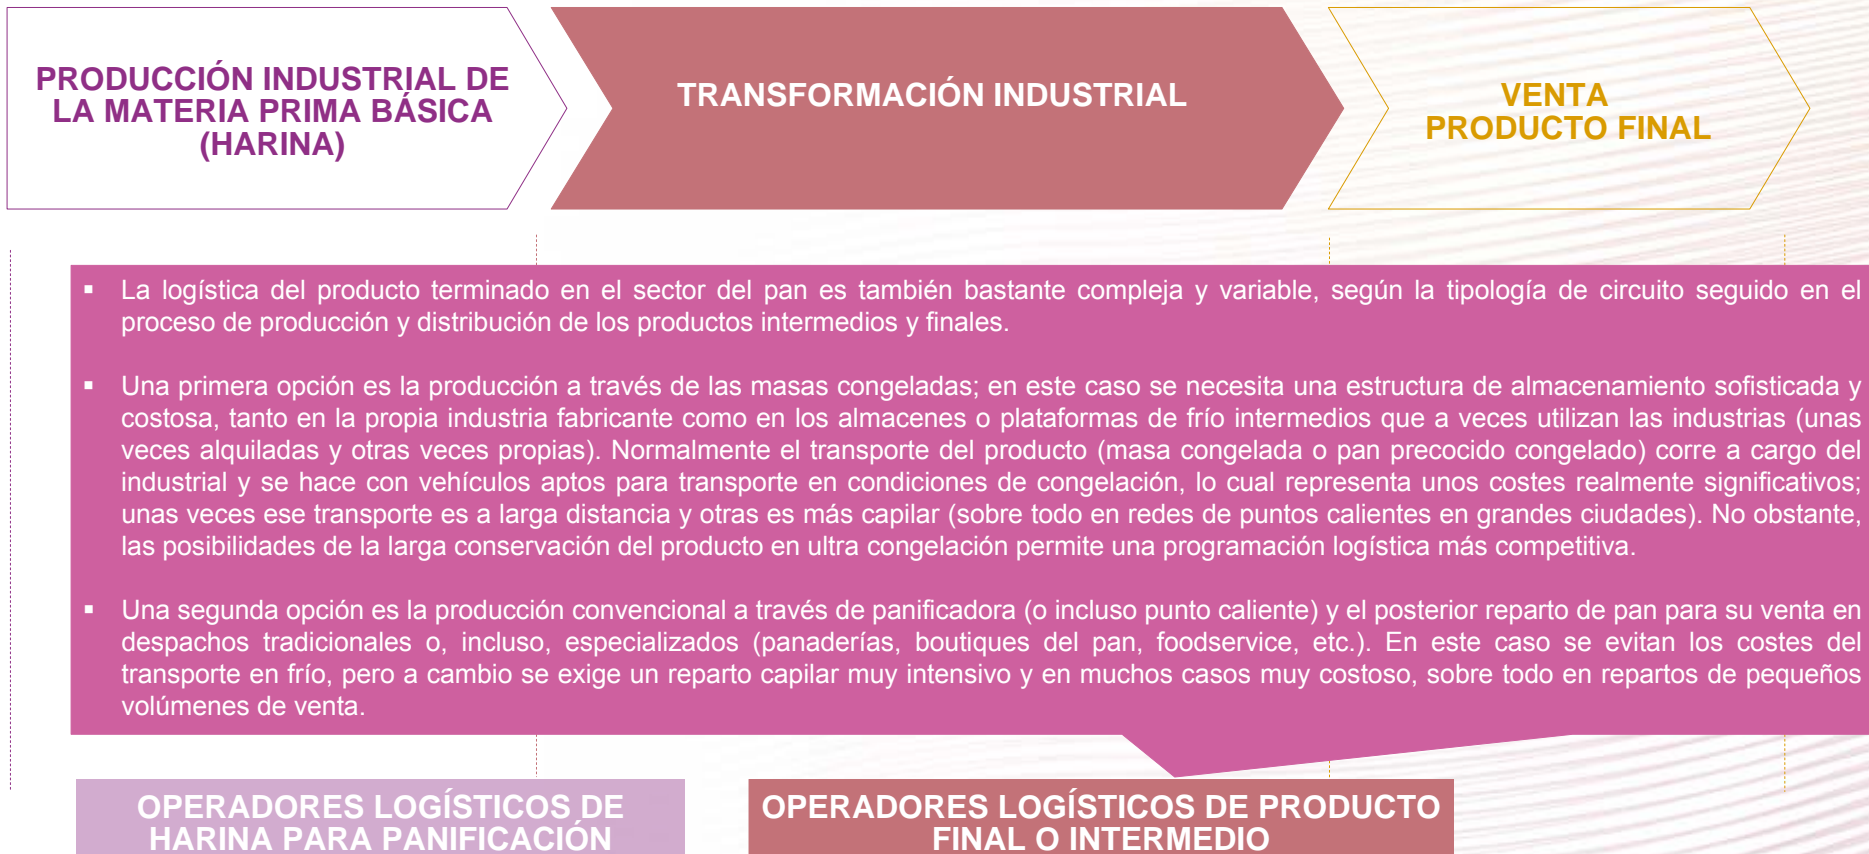 PRODUCCIÓN INDUSTRIAL DE
LA MATERIA PRIMA BÁSICA
(HARINA)
TRANSFORMACIÓN INDUSTRIAL
VENTA
PRODUCTO FINAL
▪ La logística del producto terminado en el sector del pan es también bastante compleja y variable, según la tipología de circuito seguido en el
proceso de producción y distribución de los productos intermedios y finales.
▪ Una primera opción es la producción a través de las masas congeladas; en este caso se necesita una estructura de almacenamiento sofisticada y
costosa, tanto en la propia industria fabricante como en los almacenes o plataformas de frío intermedios que a veces utilizan las industrias (unas
veces alquiladas y otras veces propias). Normalmente el transporte del producto (masa congelada o pan precocido congelado) corre a cargo del
industrial y se hace con vehículos aptos para transporte en condiciones de congelación, lo cual representa unos costes realmente significativos;
unas veces ese transporte es a larga distancia y otras es más capilar (sobre todo en redes de puntos calientes en grandes ciudades). No obstante,
las posibilidades de la larga conservación del producto en ultra congelación permite una programación logística más competitiva.
▪ Una segunda opción es la producción convencional a través de panificadora (o incluso punto caliente) y el posterior reparto de pan para su venta en
despachos tradicionales o, incluso, especializados (panaderías, boutiques del pan, foodservice, etc.). En este caso se evitan los costes del
transporte en frío, pero a cambio se exige un reparto capilar muy intensivo y en muchos casos muy costoso, sobre todo en repartos de pequeños
volúmenes de venta.
OPERADORES LOGÍSTICOS DE
HARINA PARA PANIFICACIÓN
OPERADORES LOGÍSTICOS DE PRODUCTO
FINAL O INTERMEDIO